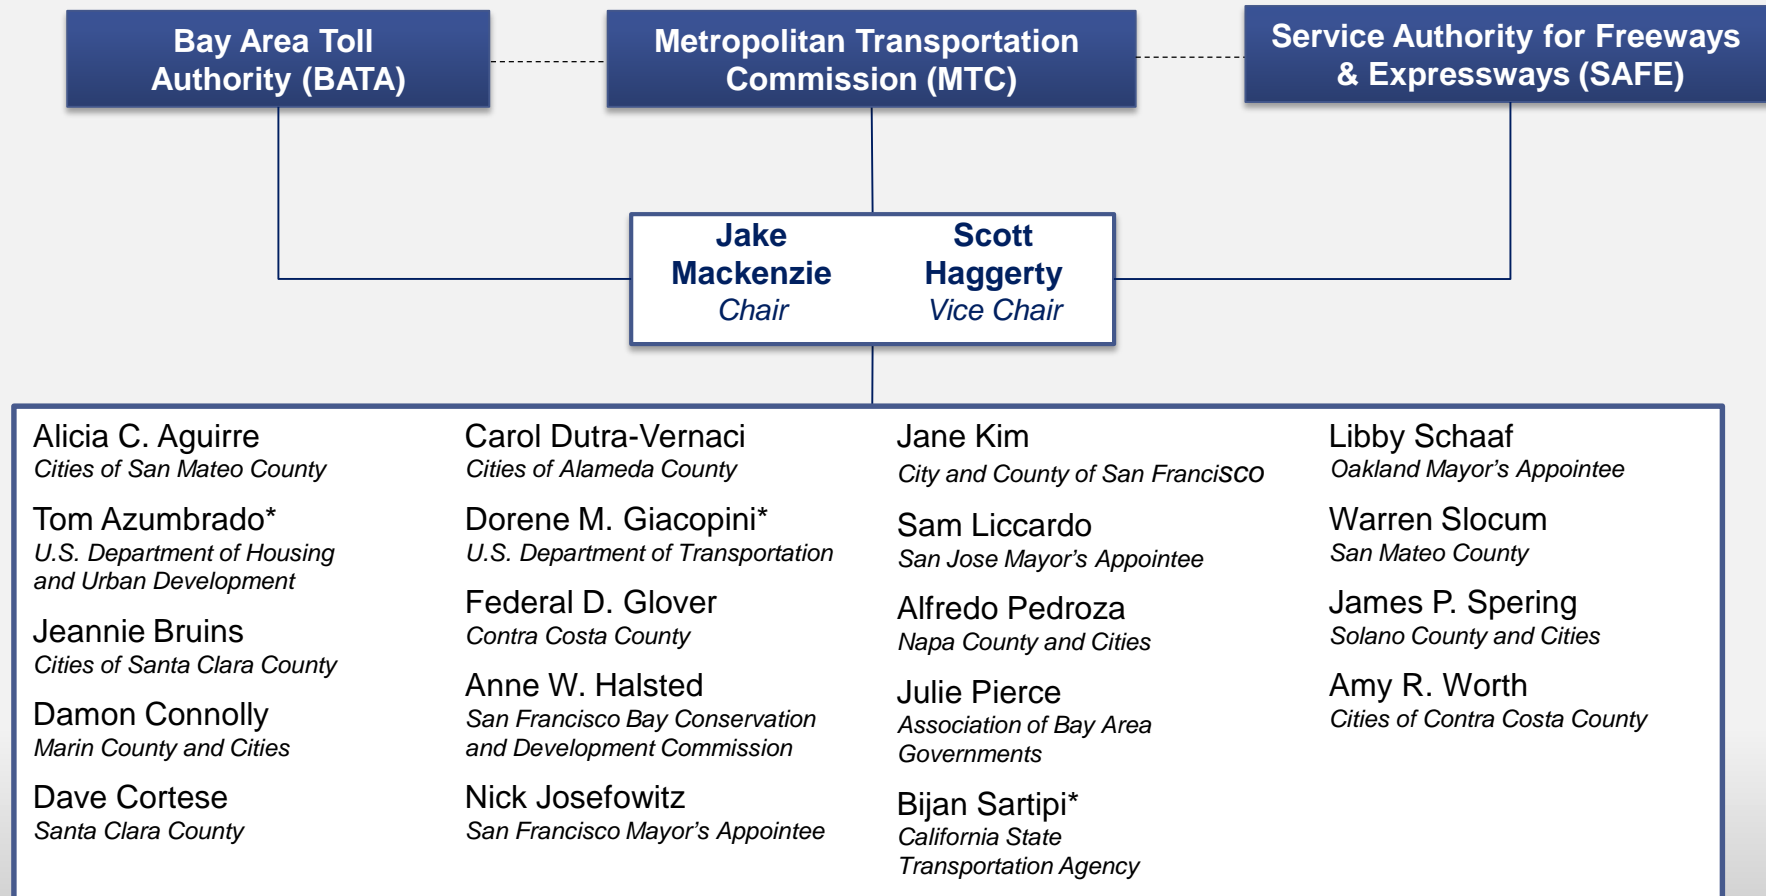 Bay Area Toll
Authority (BATA)
Metropolitan Transportation
Commission (MTC)
Service Authority for Freeways
& Expressways (SAFE)
Jake
Mackenzie
Chair
Scott
Haggerty
Vice Chair
Alicia C. Aguirre
Cities of San Mateo County
Tom Azumbrado*
U.S. Department of Housing
and Urban Development
Jeannie Bruins
Cities of Santa Clara County
Damon Connolly
Marin County and Cities
Dave Cortese
Santa Clara County
Carol Dutra-Vernaci
Cities of Alameda County
Dorene M. Giacopini*
U.S. Department of Transportation
Federal D. Glover
Contra Costa County
Anne W. Halsted
San Francisco Bay Conservation
and Development Commission
Nick Josefowitz
San Francisco Mayor's Appointee
Jane Kim
City and County of San Francisco
Sam Liccardo
San Jose Mayor's Appointee
Alfredo Pedroza
Napa County and Cities
Julie Pierce
Association of Bay Area
Governments
Bijan Sartipi*
California State
Transportation Agency
Libby Schaaf
Oakland Mayor's Appointee
Warren Slocum
San Mateo County
James P. Spering
Solano County and Cities
Amy R. Worth
Cities of Contra Costa County